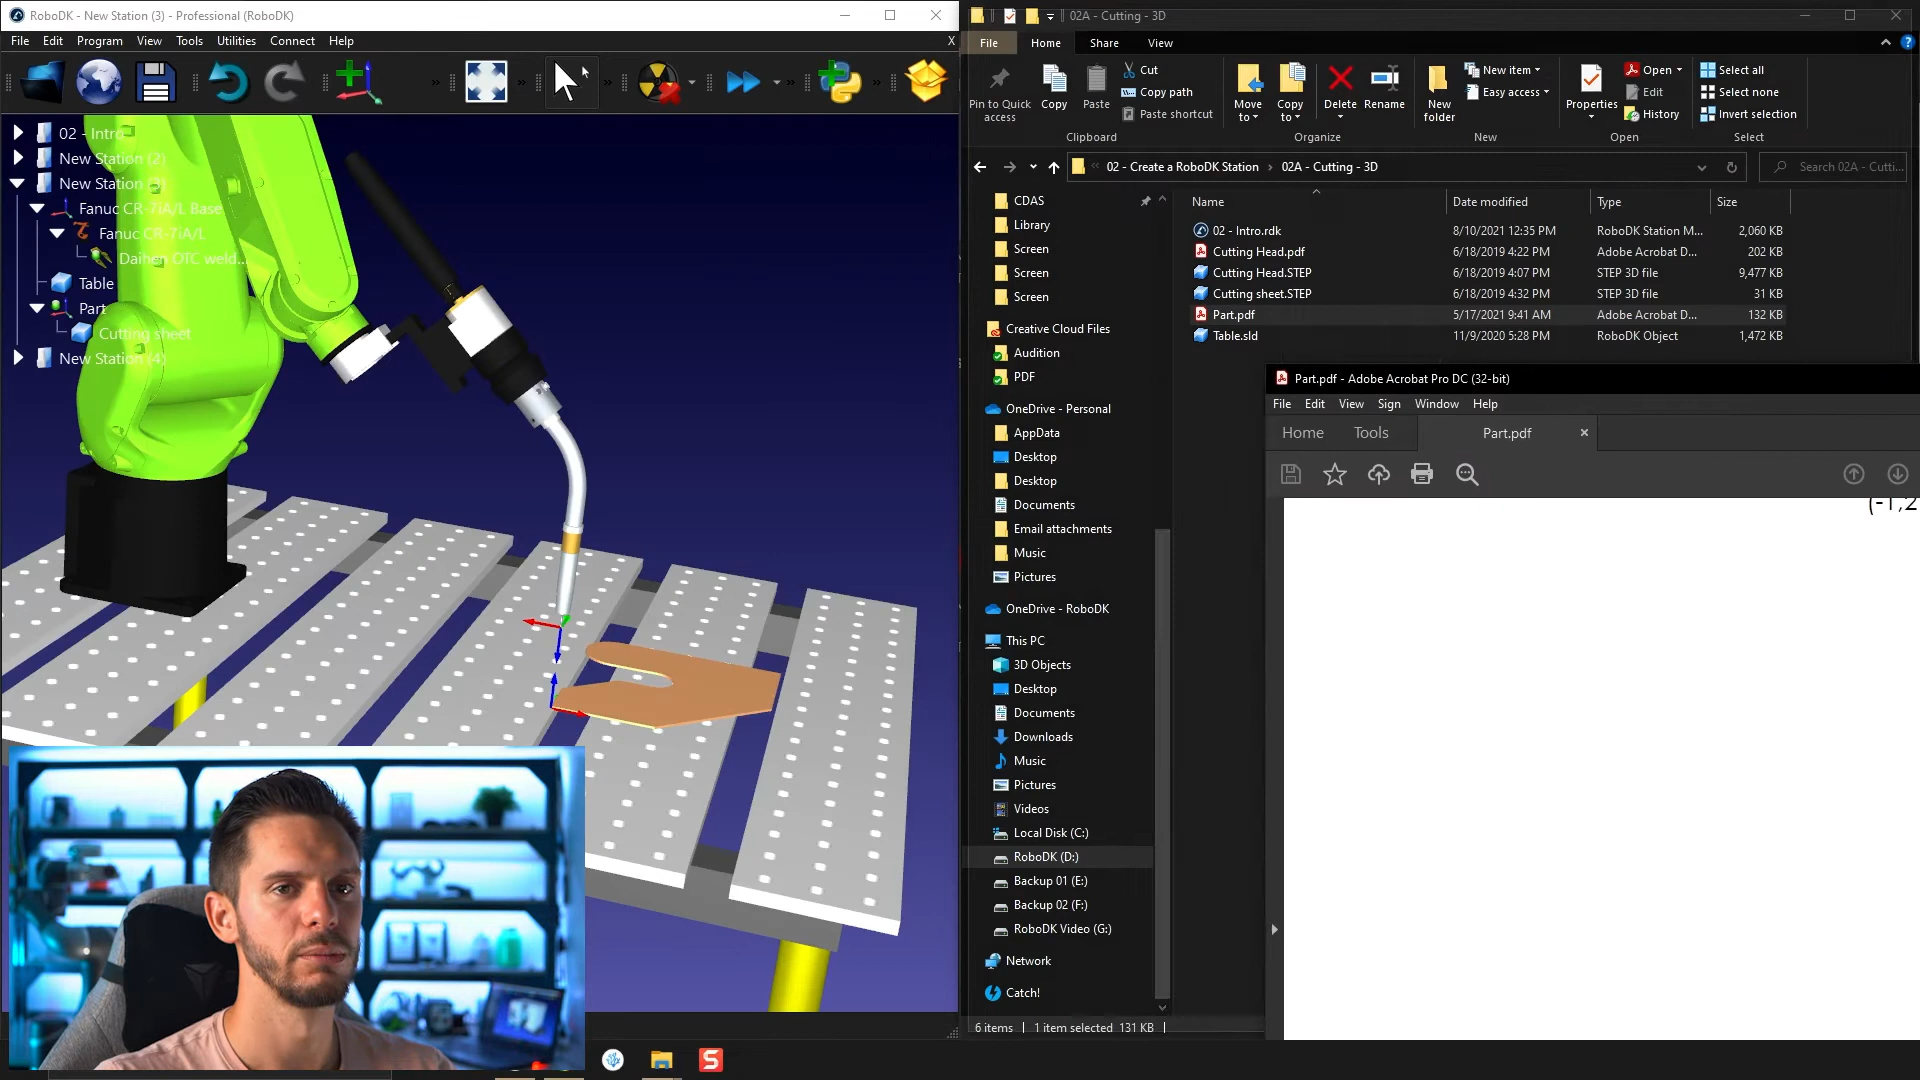 RoboDK - New Station (3) - Professional (RoboDK)
File Edit Program View Tools Utilities Connect Help X
02 - Intro
New Station (2)
New Station (3)
Fanuc CR-7iA/L Base
Fanuc CR-7iA/L
Daihen OTC weld...
Table
Part
Cutting sheet
New Station (4)
02A - Cutting - 3D
File Home Share View
Pin to Quick access
Copy
Paste
Cut
Copy path
Paste shortcut
Clipboard
Move to
Copy to
Delete
Rename
Organize
New folder
New item
Easy access
New
Properties
Open
Edit
History
Open
Select all
Select none
Invert selection
Select
02 - Create a RoboDK Station › 02A - Cutting - 3D
Search 02A - Cutti...
CDAS
Library
Screen
Screen
Screen
Creative Cloud Files
Audition
PDF
OneDrive - Personal
AppData
Desktop
Desktop
Documents
Email attachments
Music
Pictures
OneDrive - RoboDK
This PC
3D Objects
Desktop
Documents
Downloads
Music
Pictures
Videos
Local Disk (C:)
RoboDK (D:)
Backup 01 (E:)
Backup 02 (F:)
RoboDK Video (G:)
Network
Catch!
Name Date modified Type Size
02 - Intro.rdk 8/10/2021 12:35 PM RoboDK Station M... 2,060 KB
Cutting Head.pdf 6/18/2019 4:22 PM Adobe Acrobat D... 202 KB
Cutting Head.STEP 6/18/2019 4:07 PM STEP 3D file 9,477 KB
Cutting sheet.STEP 6/18/2019 4:32 PM STEP 3D file 31 KB
Part.pdf 5/17/2021 9:41 AM Adobe Acrobat D... 132 KB
Table.sld 11/9/2020 5:28 PM RoboDK Object 1,472 KB
Part.pdf - Adobe Acrobat Pro DC (32-bit)
File Edit View Sign Window Help
Home Tools Part.pdf
6 items 1 item selected 131 KB